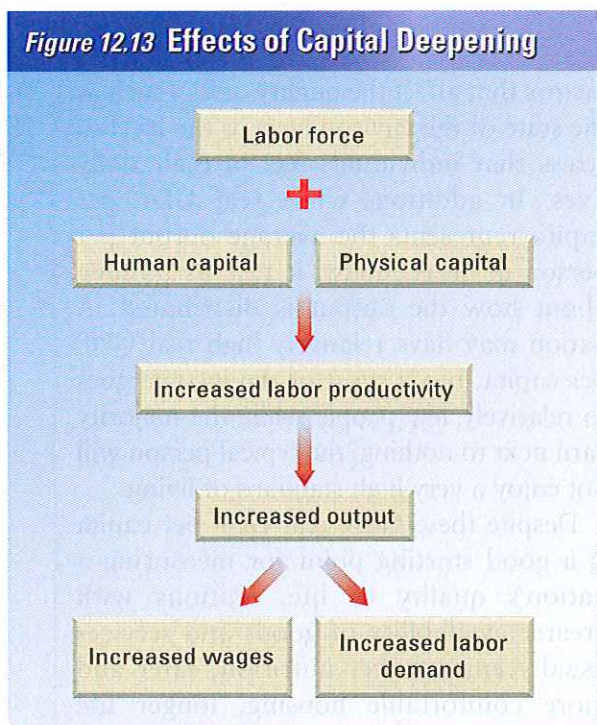 Figure 12.13 Effects of Capital Deepening
Labor force
+
Human capital
Physical capital
Increased labor productivity
Increased output
Increased wages
Increased labor
demand